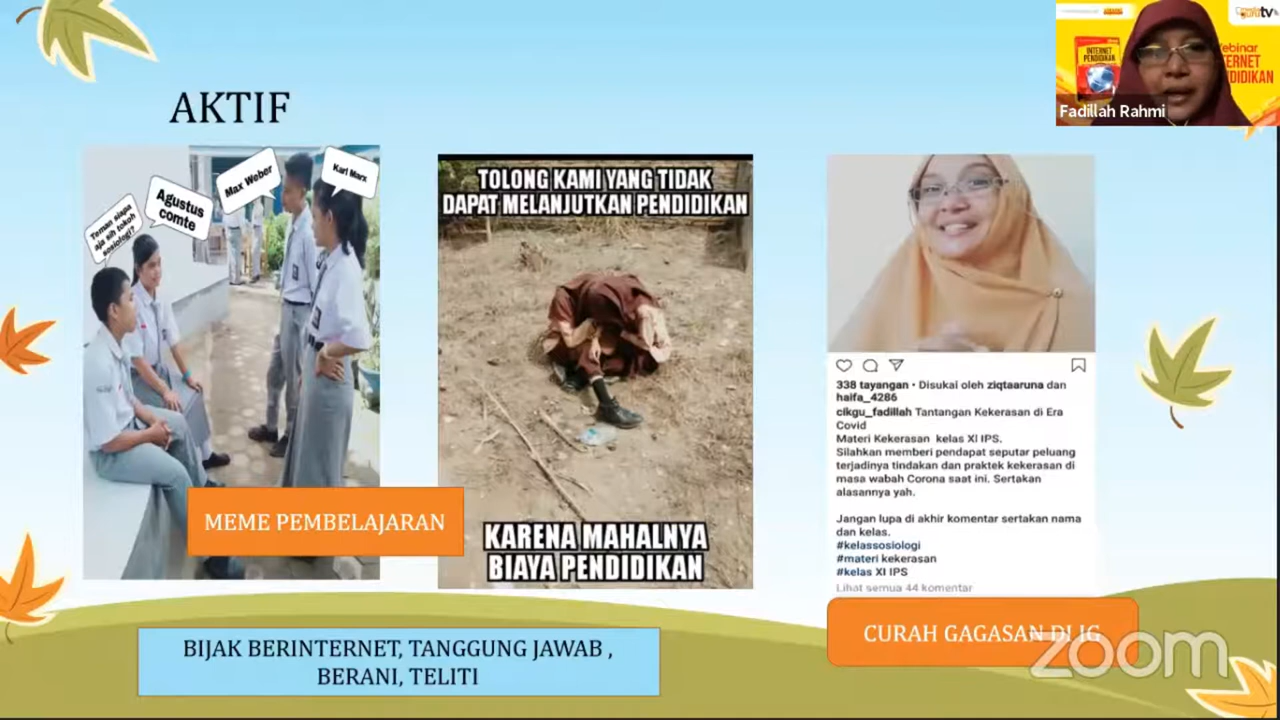 AKTIF
Teman siapa
aja sih tokoh
sosiologi?
Agustus
comte
Max Weber
Karl Marx
MEME PEMBELAJARAN
TOLONG KAMI YANG TIDAK
DAPAT MELANJUTKAN PENDIDIKAN
KARENA MAHALNYA
BIAYA PENDIDIKAN
338 tayangan • Disukai oleh ziqtaaruna dan
haifa_4286
cikgu_fadillah Tantangan Kekerasan di Era
Covid
Materi Kekerasan kelas XI IPS.
Silahkan memberi pendapat seputar peluang
terjadinya tindakan dan praktek kekerasan di
masa wabah Corona saat ini. Sertakan
alasannya yah.
Jangan lupa di akhir komentar sertakan nama
dan kelas.
#kelassosiologi
#materi kekerasan
#kelas XI IPS
Lihat semua 44 komentar
CURAH GAGASAN DI IG
BIJAK BERINTERNET, TANGGUNG JAWAB ,
BERANI, TELITI
INTERNET
PENDIDIKAN
Fadillah Rahmi
zoom